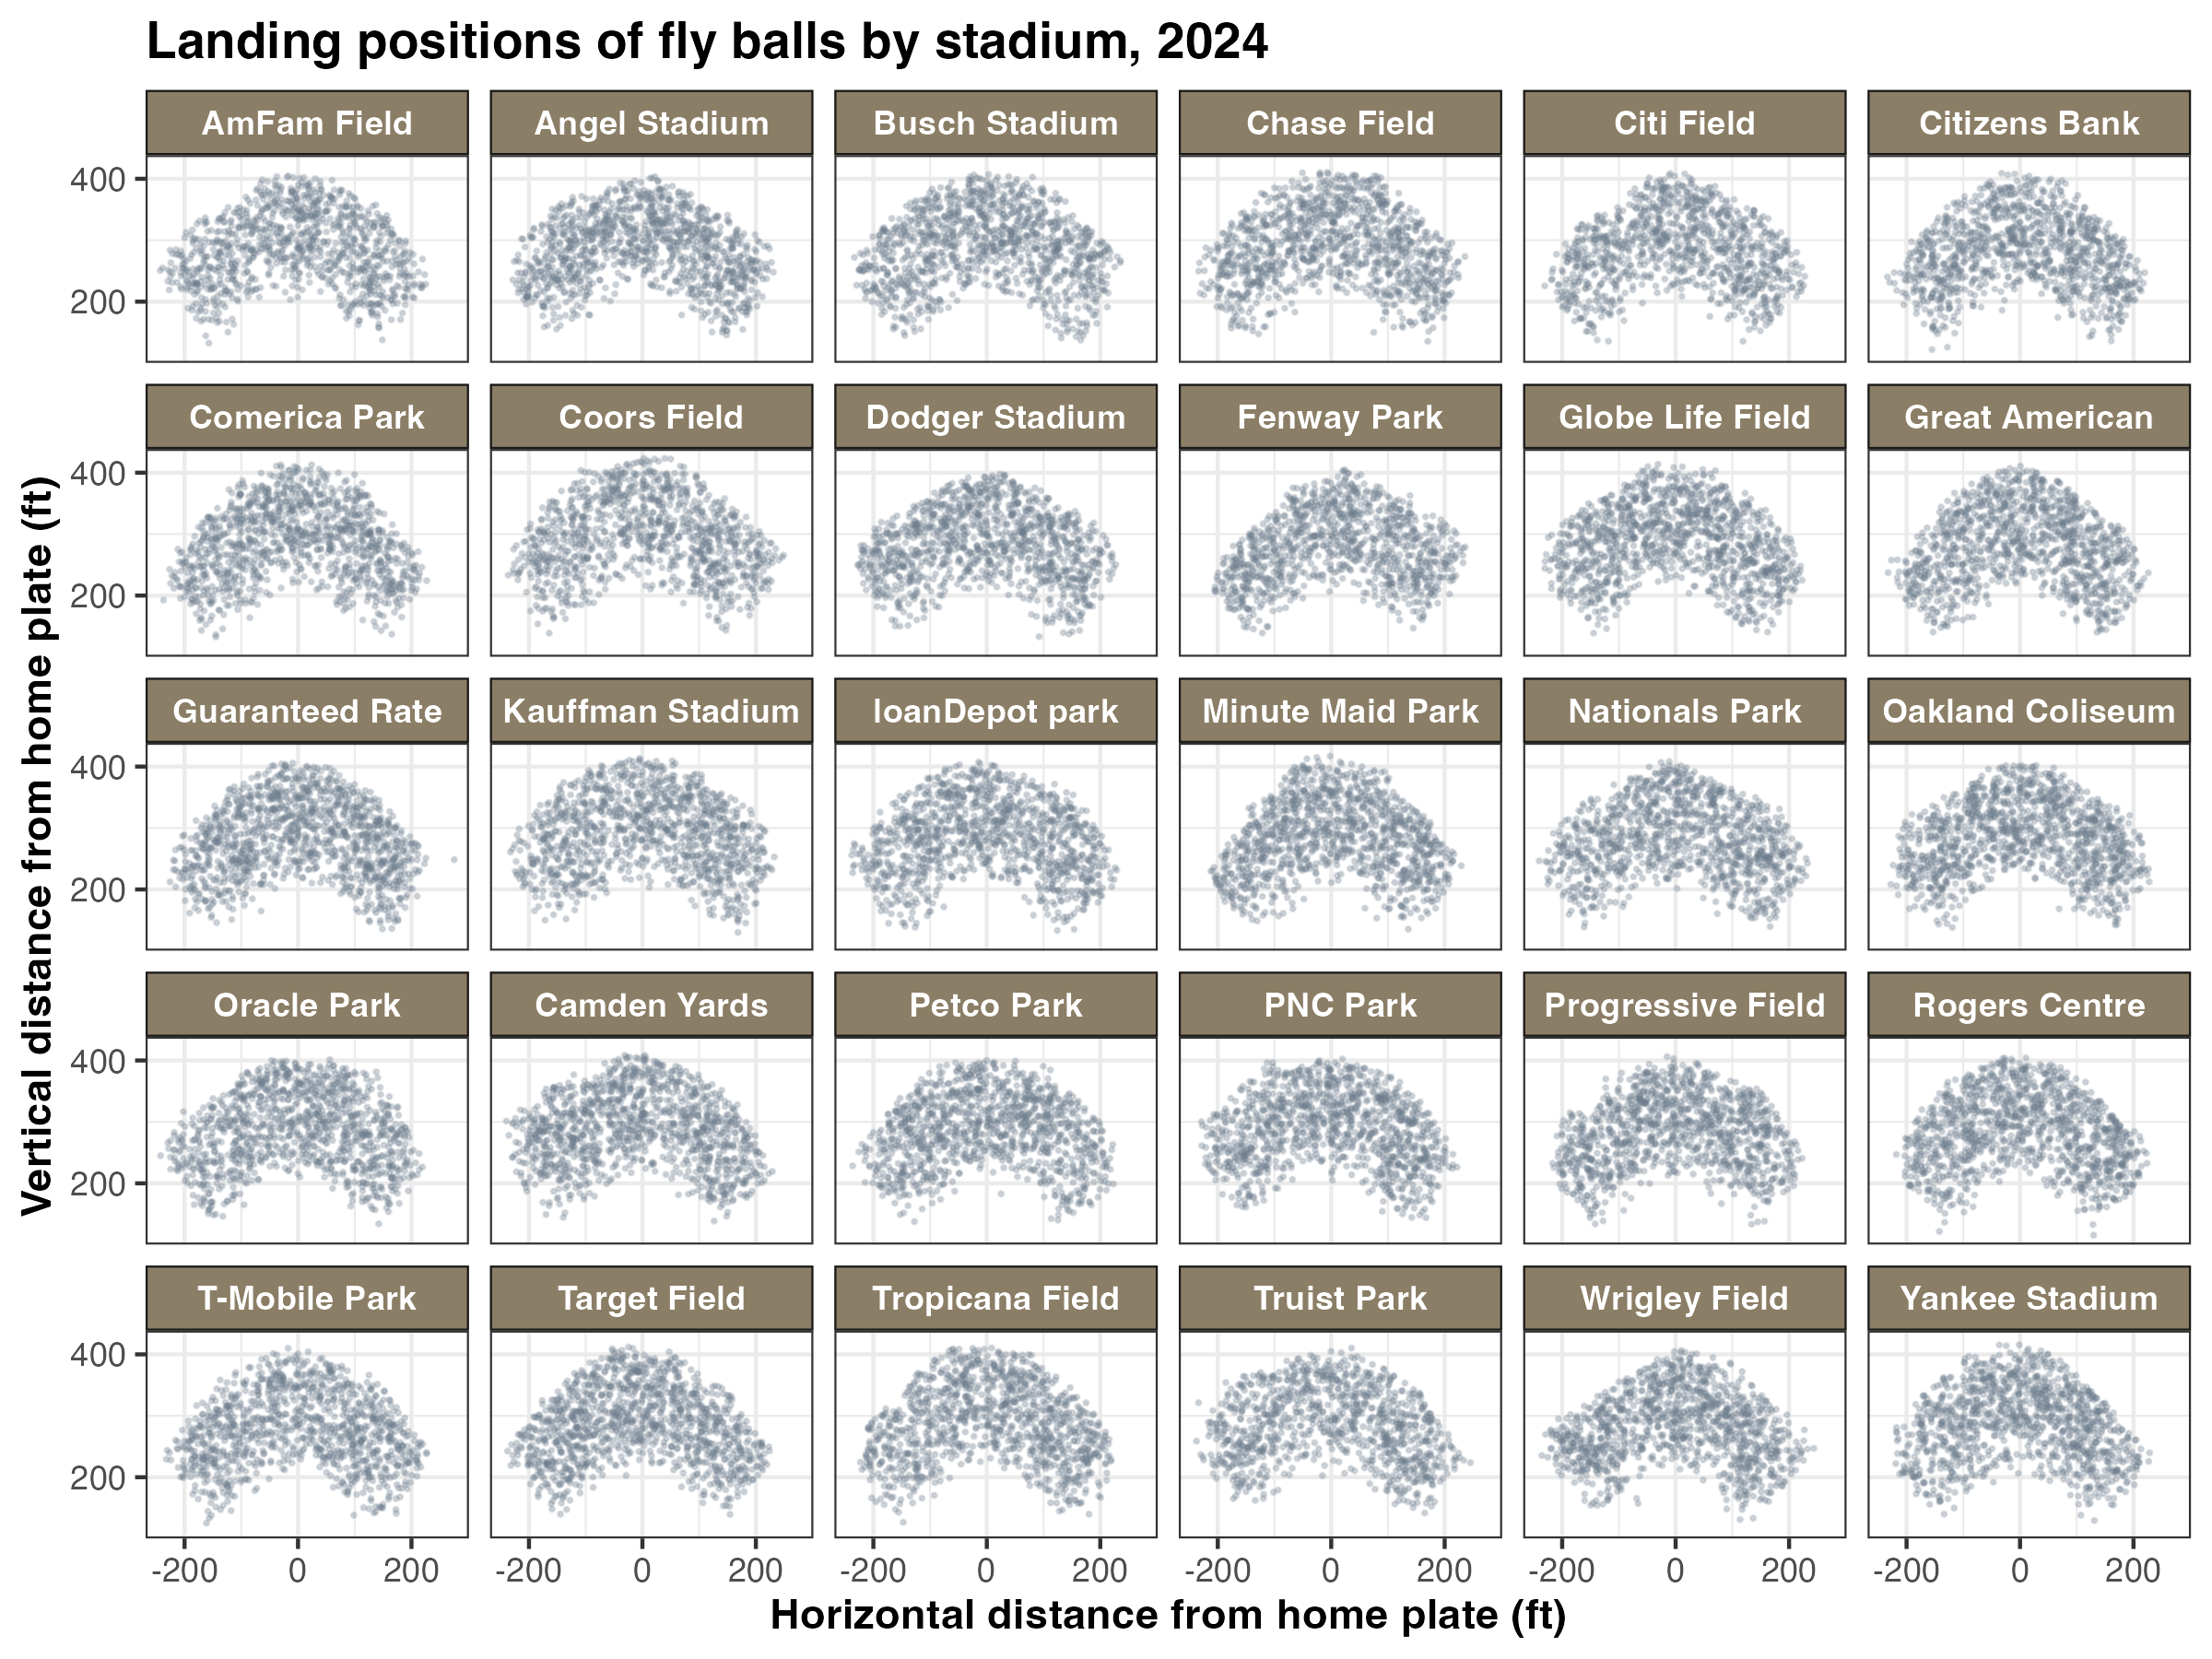 Landing positions of fly balls by stadium, 2024
AmFam Field
Angel Stadium
Busch Stadium
Chase Field
Citi Field
Citizens Bank
400
200
Comerica Park
Coors Field
Dodger Stadium
Fenway Park
Globe Life Field
Great American
400
200
Guaranteed Rate
Kauffman Stadium
loanDepot park
Minute Maid Park
Nationals Park
Oakland Coliseum
400
200
Oracle Park
Camden Yards
Petco Park
PNC Park
Progressive Field
Rogers Centre
400
200
T-Mobile Park
Target Field
Tropicana Field
Truist Park
Wrigley Field
Yankee Stadium
400
200
-200 0 200
-200 0 200
-200 0 200
-200 0 200
-200 0 200
-200 0 200
Horizontal distance from home plate (ft)
Vertical distance from home plate (ft)